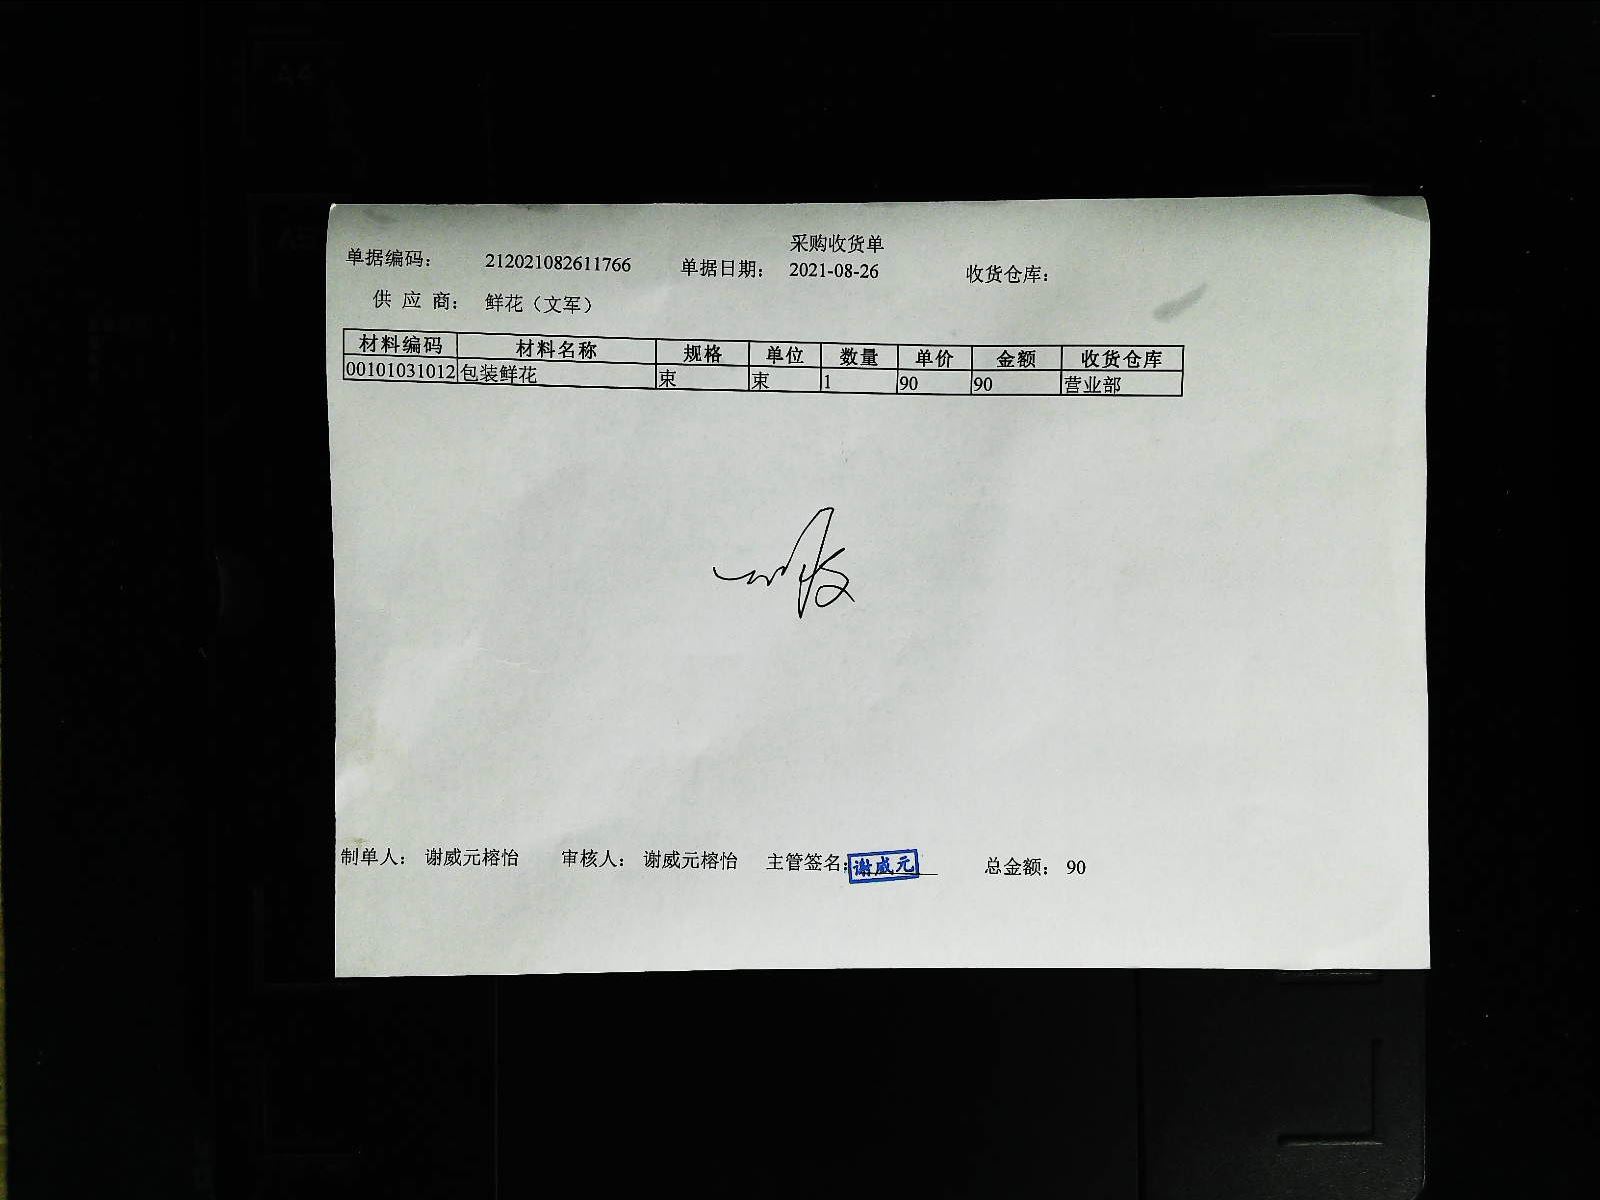 采购收货单
单据编码： 212021082611766 单据日期： 2021-08-26 收货仓库：
供 应 商： 鲜花（文军）
材料编码 材料名称 规格 单位 数量 单价 金额 收货仓库
00101031012 包装鲜花 束 束 1 90 90 营业部
制单人： 谢威元榕怡 审核人： 谢威元榕怡 主管签名： 谢威元 总金额： 90